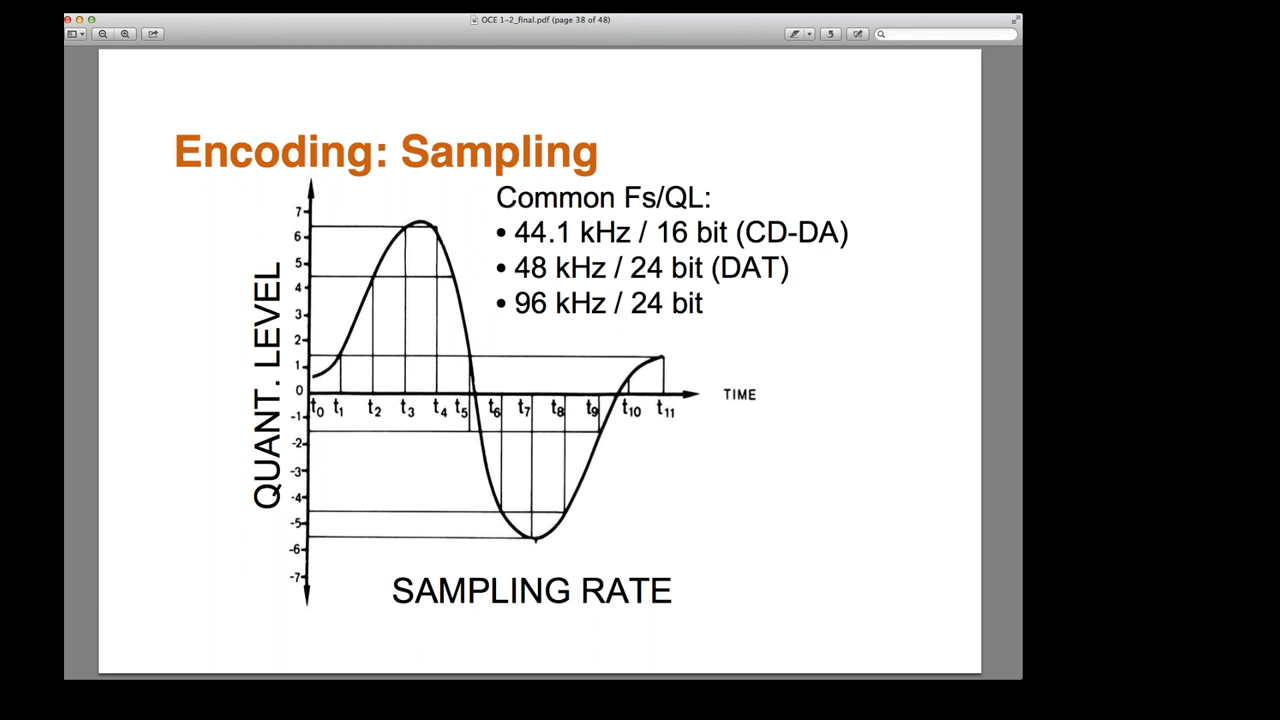 OCE 1-2_final.pdf (page 38 of 48)
Encoding: Sampling
Common Fs/QL:
• 44.1 kHz / 16 bit (CD-DA)
• 48 kHz / 24 bit (DAT)
• 96 kHz / 24 bit
QUANT. LEVEL
7
6
5
4
3
2
1
0
-1
-2
-3
-4
-5
-6
-7
t0 t1 t2 t3 t4 t5 t6 t7 t8 t9 t10 t11
TIME
SAMPLING RATE